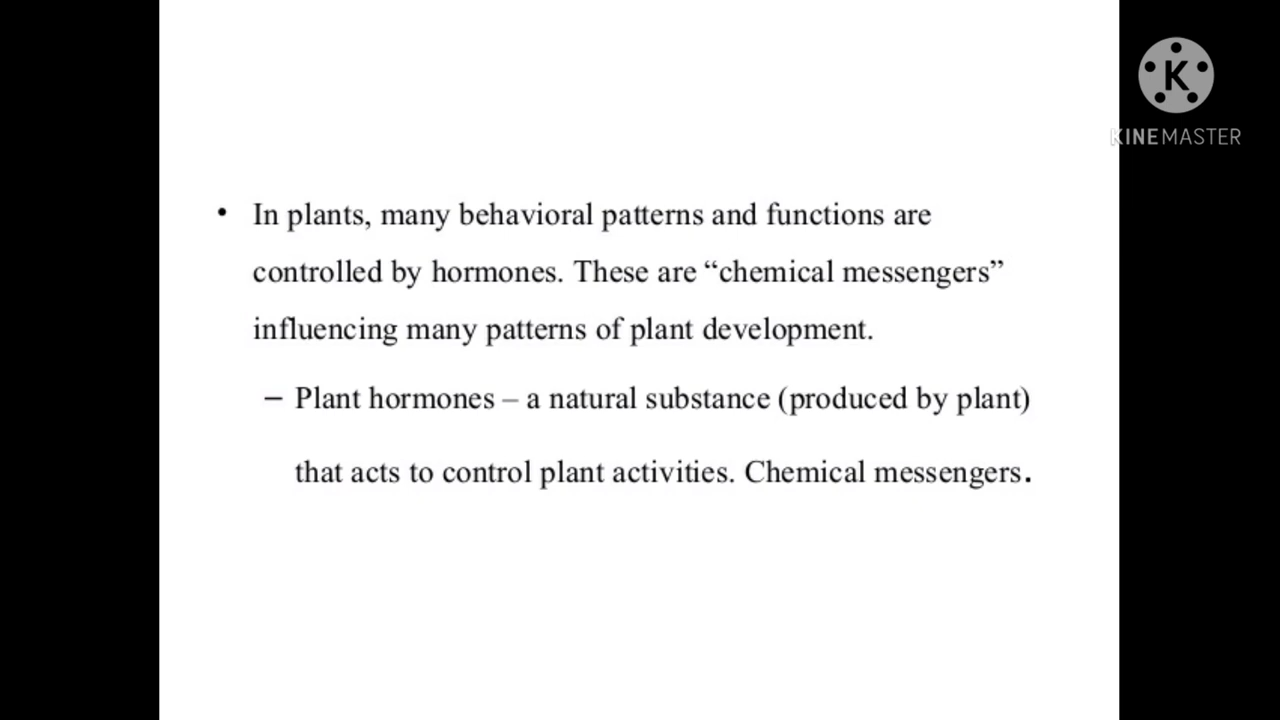 • In plants, many behavioral patterns and functions are
controlled by hormones. These are “chemical messengers”
influencing many patterns of plant development.
– Plant hormones – a natural substance (produced by plant)
that acts to control plant activities. Chemical messengers.
K
KINEMASTER